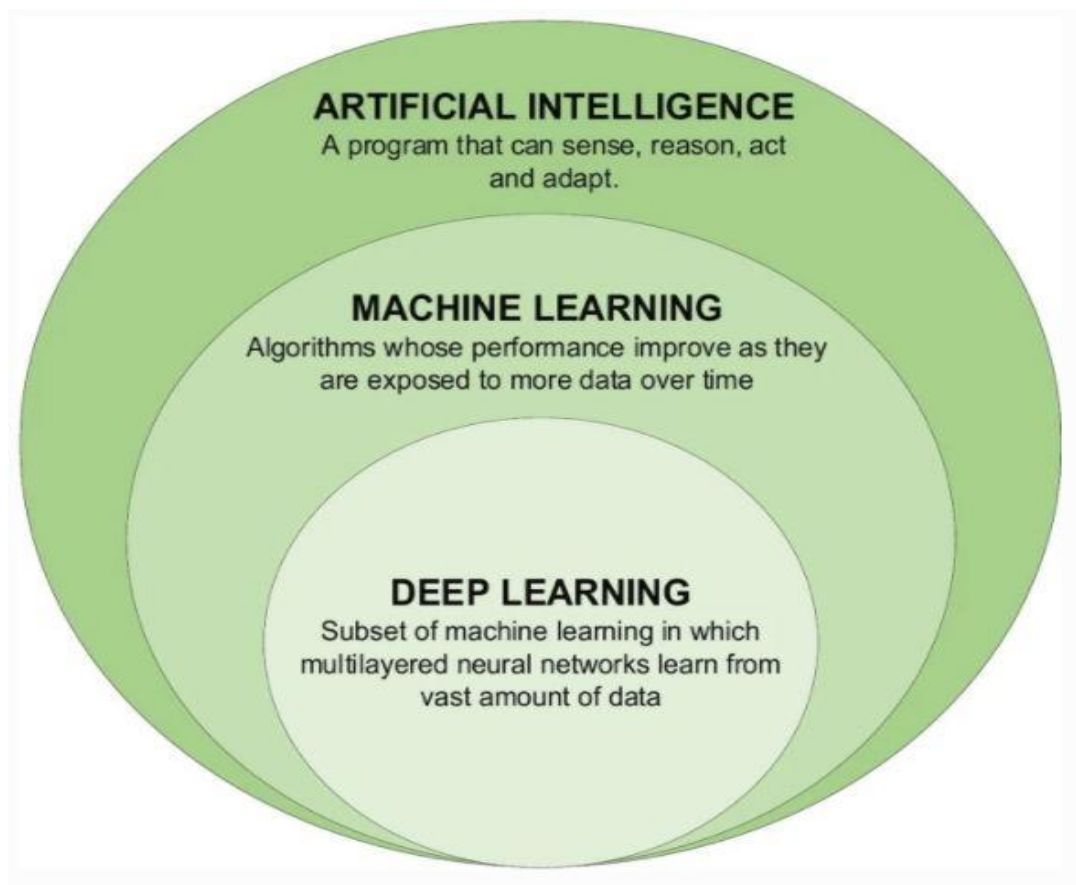 ARTIFICIAL INTELLIGENCE
A program that can sense, reason, act
and adapt.
MACHINE LEARNING
Algorithms whose performance improve as they
are exposed to more data over time
DEEP LEARNING
Subset of machine learning in which
multilayered neural networks learn from
vast amount of data